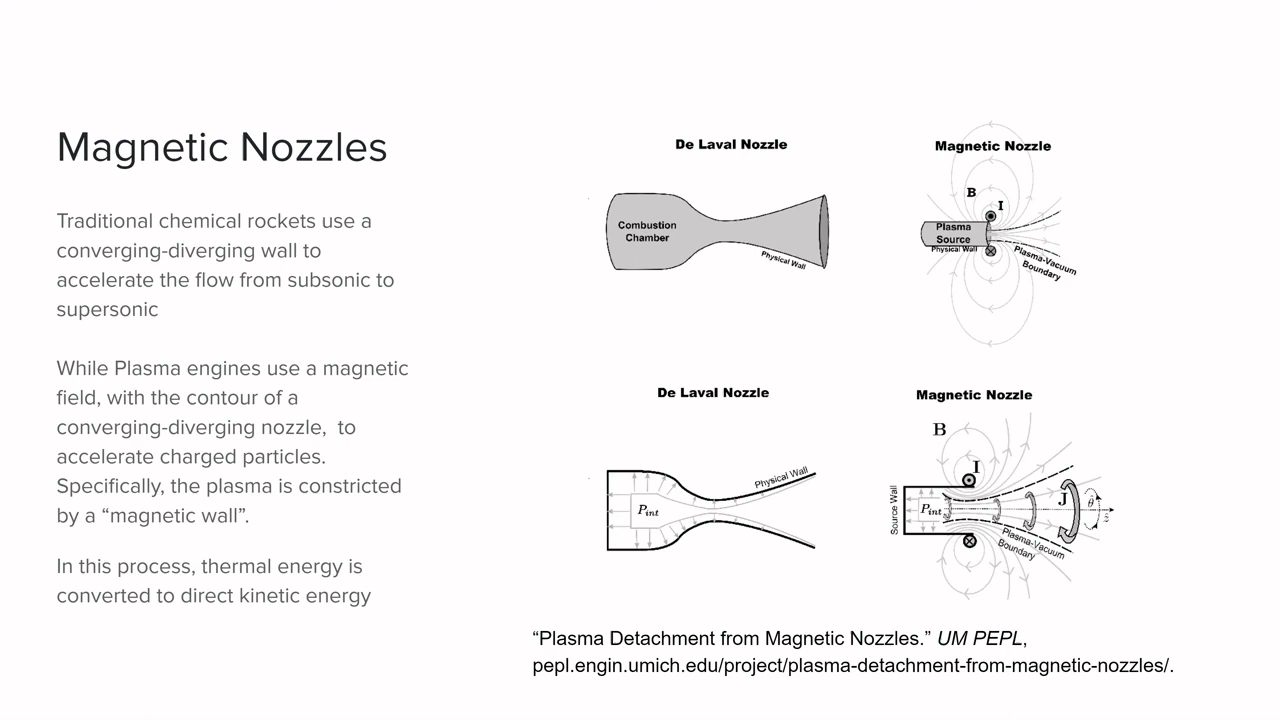 Magnetic Nozzles
Traditional chemical rockets use a
converging-diverging wall to
accelerate the flow from subsonic to
supersonic
While Plasma engines use a magnetic
field, with the contour of a
converging-diverging nozzle,  to
accelerate charged particles.
Specifically, the plasma is constricted
by a “magnetic wall”.
In this process, thermal energy is
converted to direct kinetic energy
De Laval Nozzle
Combustion
Chamber
Physical Wall
Magnetic Nozzle
B
I
Plasma
Source
Physical Wall
Plasma-Vacuum
Boundary
De Laval Nozzle
Physical Wall
Pint
Magnetic Nozzle
B
I
Source Wall
Pint
J
θ
z
Plasma-Vacuum
Boundary
“Plasma Detachment from Magnetic Nozzles.” UM PEPL,
pepl.engin.umich.edu/project/plasma-detachment-from-magnetic-nozzles/.